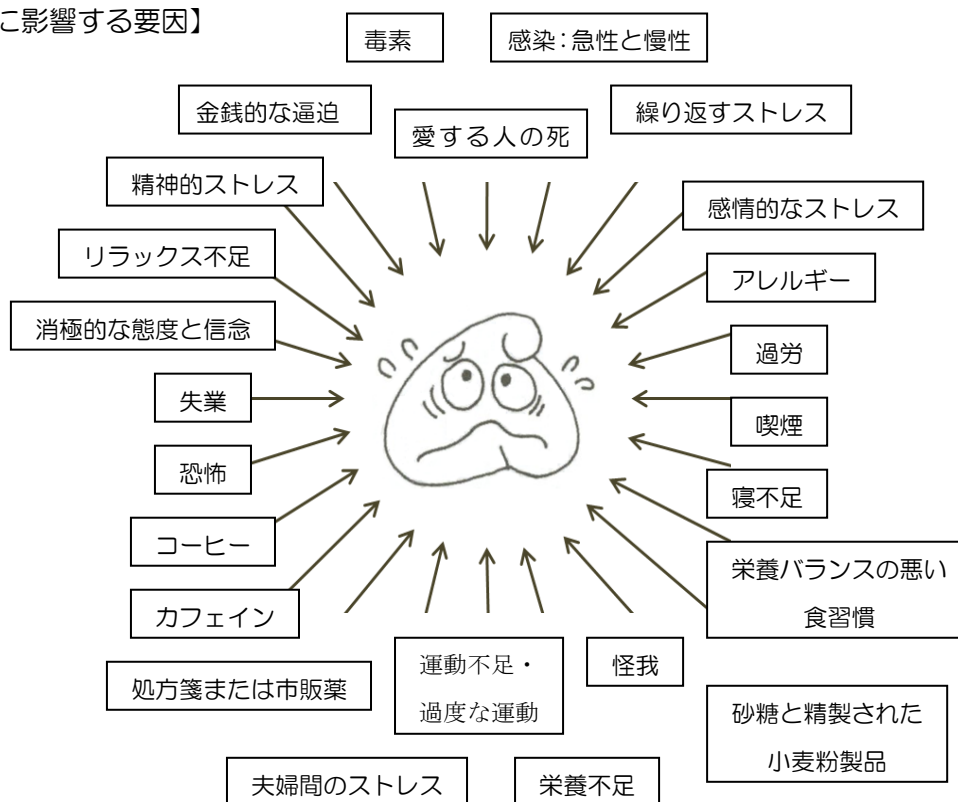 に影響する要因】
毒素
感染:急性と慢性
金銭的な逼迫
愛する人の死
繰り返すストレス
精神的ストレス
感情的なストレス
リラックス不足
アレルギー
消極的な態度と信念
過労
失業
喫煙
恐怖
寝不足
コーヒー
栄養バランスの悪い
食習慣
カフェイン
処方箋または市販薬
運動不足・
過度な運動
怪我
砂糖と精製された
小麦粉製品
夫婦間のストレス
栄養不足